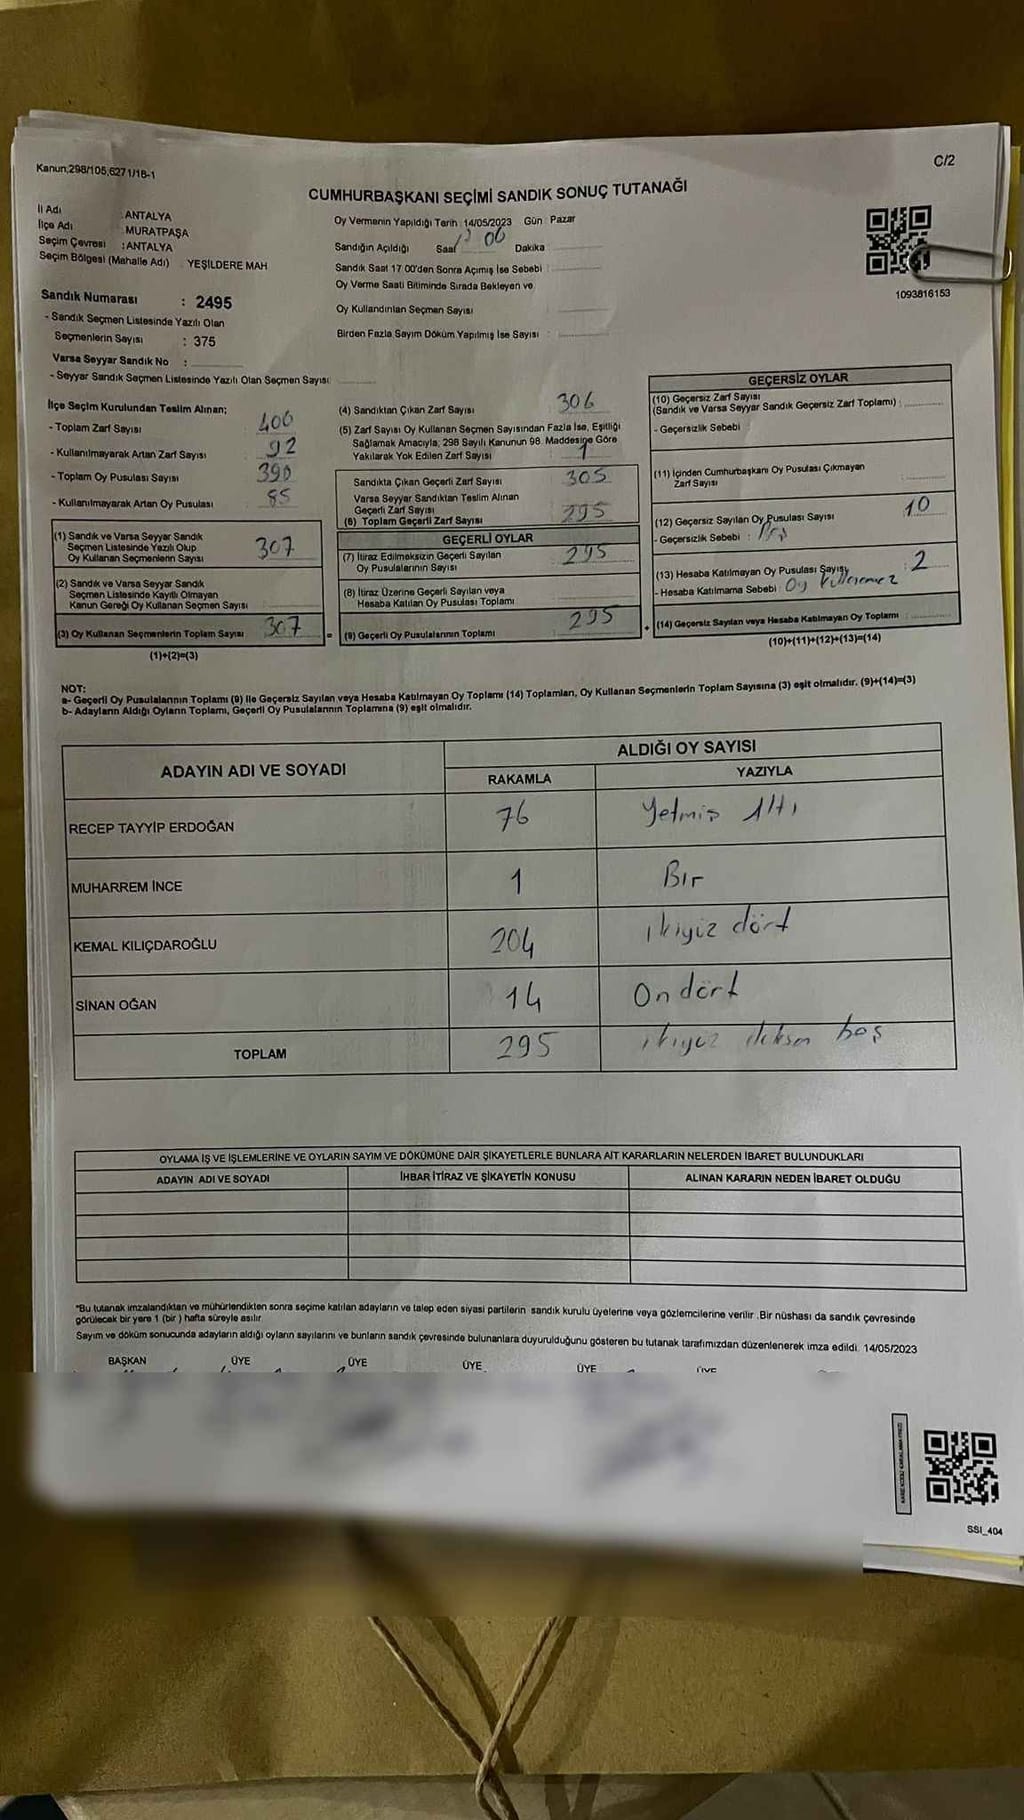 Kanun;298/105,6271/18-1
C/2
CUMHURBAŞKANI SEÇİMİ SANDIK SONUÇ TUTANAĞI
İl Adı : ANTALYA
İlçe Adı : MURATPAŞA
Seçim Çevresi : ANTALYA
Seçim Bölgesi (Mahalle Adı) YEŞİLDERE MAH
Sandık Numarası : 2495
- Sandık Seçmen Listesinde Yazılı Olan
Seçmenlerin Sayısı : 375
Varsa Seyyar Sandık No :
- Seyyar Sandık Seçmen Listesinde Yazılı Olan Seçmen Sayısı
Oy Vermenin Yapıldığı Tarih : 14/05/2023 Gün : Pazar
Sandığın Açıldığı Saat 00 Dakika
Sandık Saat 17:00'den Sonra Açımış İse Sebebi :
Oy Verme Saati Bitiminde Sırada Bekleyen ve
Oy Kullandırılan Seçmen Sayısı
Birden Fazla Sayım Döküm Yapılmış İse Sayısı :
1093816153
İlçe Seçim Kurulundan Teslim Alınan;
- Toplam Zarf Sayısı 400
- Kullanılmayarak Artan Zarf Sayısı 92
- Toplam Oy Pusulası Sayısı 390
- Kullanılmayarak Artan Oy Pusulası 85
(1) Sandık ve Varsa Seyyar Sandık
Seçmen Listesinde Yazılı Olup
Oy Kullanan Seçmenlerin Sayısı 307
(2) Sandık ve Varsa Seyyar Sandık
Seçmen Listesinde Kayıtlı Olmayan
Kanun Gereği Oy Kullanan Seçmen Sayısı
(3) Oy Kullanan Seçmenlerin Toplam Sayısı 307
(1)+(2)=(3)
(4) Sandıktan Çıkan Zarf Sayısı 306
(5) Zarf Sayısı Oy Kullanan Seçmen Sayısından Fazla İse, Eşitliği
Sağlamak Amacıyla, 298 Sayılı Kanunun 98. Maddesine Göre
Yakılarak Yok Edilen Zarf Sayısı 1
Sandıkta Çıkan Geçerli Zarf Sayısı 305
Varsa Seyyar Sandıktan Teslim Alınan
Geçerli Zarf Sayısı
(6) Toplam Geçerli Zarf Sayısı 295
GEÇERLİ OYLAR
(7) İtiraz Edilmeksizin Geçerli Sayılan
Oy Pusulalarının Sayısı 295
(8) İtiraz Üzerine Geçerli Sayılan veya
Hesaba Katılan Oy Pusulası Toplamı
= (9) Geçerli Oy Pusulalarının Toplamı 295
GEÇERSİZ OYLAR
(10) Geçersiz Zarf Sayısı
(Sandık ve Varsa Seyyar Sandık Geçersiz Zarf Toplamı) :
- Geçersizlik Sebebi
(11) İçinden Cumhurbaşkanı Oy Pusulası Çıkmayan
Zarf Sayısı
(12) Geçersiz Sayılan Oy Pusulası Sayısı 10
- Geçersizlik Sebebi :
(13) Hesaba Katılmayan Oy Pusulası Sayısı 2
- Hesaba Katılmama Sebebi : Oy
+ (14) Geçersiz Sayılan veya Hesaba Katılmayan Oy Toplamı
(10)+(11)+(12)+(13)=(14)
NOT:
a- Geçerli Oy Pusulalarının Toplamı (9) ile Geçersiz Sayılan veya Hesaba Katılmayan Oy Toplamı (14) Toplamları, Oy Kullanan Seçmenlerin Toplam Sayısına (3) eşit olmalıdır. (9)+(14)=(3)
b- Adayların Aldığı Oyların Toplamı, Geçerli Oy Pusulalarının Toplamına (9) eşit olmalıdır.
ADAYIN ADI VE SOYADI
ALDIĞI OY SAYISI
RAKAMLA YAZIYLA
RECEP TAYYİP ERDOĞAN 76 Yetmiş Altı
MUHARREM İNCE 1 Bır
KEMAL KILIÇDAROĞLU 204 ikiyüz dört
SİNAN OĞAN 14 On dört
TOPLAM 295 ikiyüz doksan beş
OYLAMA İŞ VE İŞLEMLERİNE VE OYLARIN SAYIM VE DÖKÜMÜNE DAİR ŞİKAYETLERLE BUNLARA AİT KARARLARIN NELERDEN İBARET BULUNDUKLARI
ADAYIN ADI VE SOYADI İHBAR İTİRAZ VE ŞİKAYETİN KONUSU ALINAN KARARIN NEDEN İBARET OLDUĞU
*Bu tutanak imzalandıktan ve mühürlendikten sonra seçime katılan adayların ve talep eden siyasi partilerin sandık kurulu üyelerine veya gözlemcilerine verilir .Bir nüshası da sandık çevresinde
görülecek bir yere 1 (bir ) hafta süreyle asılır.
Sayım ve döküm sonucunda adayların aldığı oyların sayılarını ve bunların sandık çevresinde bulunanlara duyurulduğunu gösteren bu tutanak tarafımızdan düzenlenerek imza edildi. 14/05/2023
BAŞKAN ÜYE ÜYE ÜYE ÜYE ÜYE
SSI_404